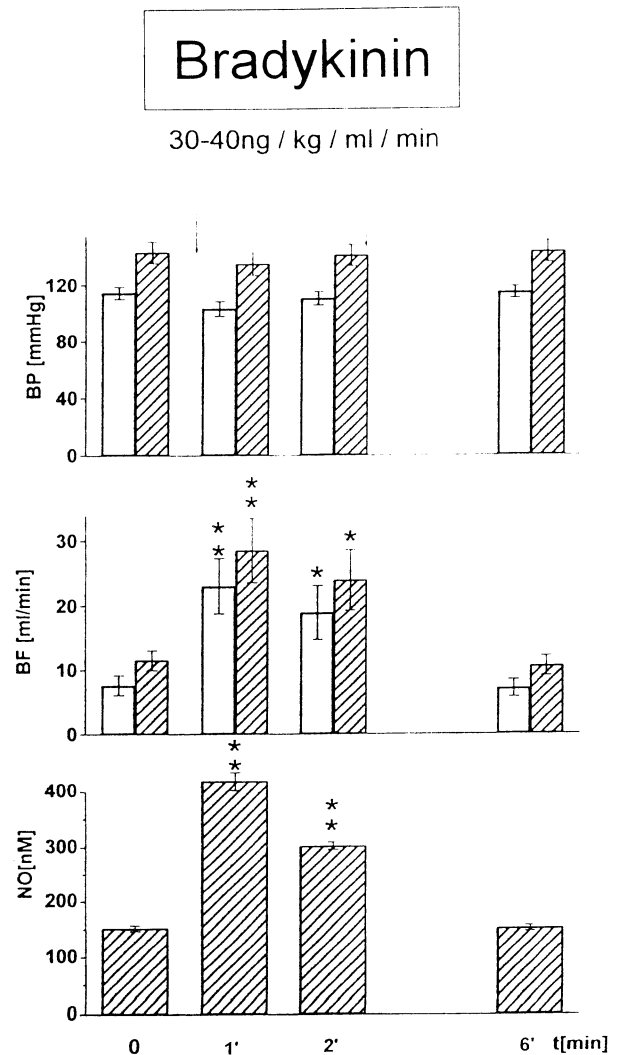 Bradykinin
30-40ng / kg / ml / min
BP [mmHg]
120
80
40
0
BF [ml/min]
30
20
10
0
NO[nM]
400
300
200
100
0
0 1' 2' 6' t[min]